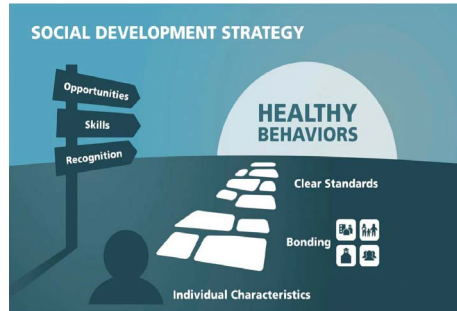 SOCIAL DEVELOPMENT STRATEGY
Opportunities
Skills
Recognition
HEALTHY
BEHAVIORS
Clear Standards
Bonding
Individual Characteristics